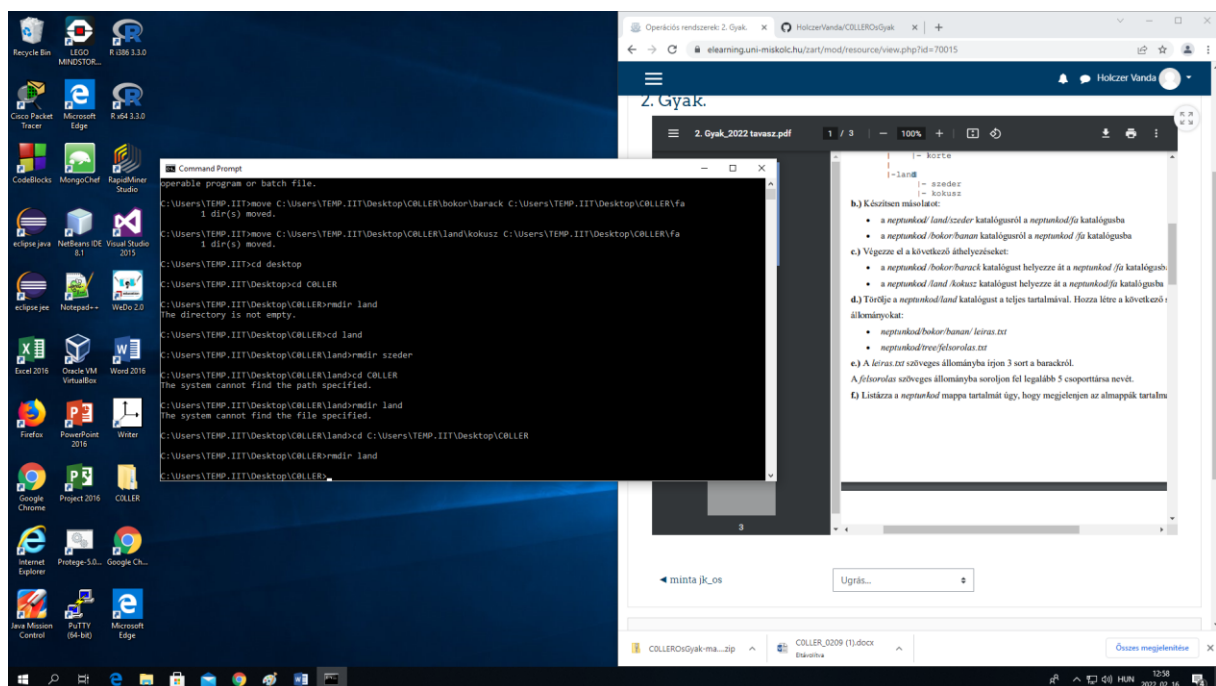 Recycle Bin
LEGO MINDSTOR...
R i386 3.3.0
Cisco Packet Tracer
Microsoft Edge
R x64 3.3.0
CodeBlocks
MongoChef
RapidMiner Studio
eclipse java
NetBeans IDE 8.1
Visual Studio 2015
eclipse jee
Notepad++
WeDo 2.0
Excel 2016
Oracle VM VirtualBox
Word 2016
Firefox
PowerPoint 2016
Writer
Google Chrome
Project 2016
C0LLER
Internet Explorer
Protege-5.0...
Google Ch...
Java Mission Control
PuTTY (64-bit)
Microsoft Edge
Command Prompt
operable program or batch file.
C:\Users\TEMP.IIT>move C:\Users\TEMP.IIT\Desktop\C0LLER\bokor\barack C:\Users\TEMP.IIT\Desktop\C0LLER\fa
1 dir(s) moved.
C:\Users\TEMP.IIT>move C:\Users\TEMP.IIT\Desktop\C0LLER\land\kokusz C:\Users\TEMP.IIT\Desktop\C0LLER\fa
1 dir(s) moved.
C:\Users\TEMP.IIT>cd desktop
C:\Users\TEMP.IIT\Desktop>cd C0LLER
C:\Users\TEMP.IIT\Desktop\C0LLER>rmdir land
The directory is not empty.
C:\Users\TEMP.IIT\Desktop\C0LLER>cd land
C:\Users\TEMP.IIT\Desktop\C0LLER\land>rmdir szeder
C:\Users\TEMP.IIT\Desktop\C0LLER\land>cd C0LLER
The system cannot find the path specified.
C:\Users\TEMP.IIT\Desktop\C0LLER\land>rmdir land
The system cannot find the file specified.
C:\Users\TEMP.IIT\Desktop\C0LLER\land>cd C:\Users\TEMP.IIT\Desktop\C0LLER
C:\Users\TEMP.IIT\Desktop\C0LLER>rmdir land
C:\Users\TEMP.IIT\Desktop\C0LLER>
Operációs rendszerek: 2. Gyak.
HolczerVanda/C0LLEROsGyak
elearning.uni-miskolc.hu/zart/mod/resource/view.php?id=70015
Holczer Vanda
2. Gyak.
2. Gyak_2022 tavasz.pdf
1 / 3
100%
|- korte
|-land
|- szeder
|- kokusz
b.) Készítsen másolatot:
• a neptunkod/ land/szeder katalógusról a neptunkod/fa katalógusba
• a neptunkod /bokor/banan katalógusról a neptunkod /fa katalógusba
c.) Végezze el a következő áthelyezéseket:
• a neptunkod /bokor/barack katalógust helyezze át a neptunkod /fa katalógusb
• a neptunkod /land /kokusz katalógust helyezze át a neptunkod/fa katalógusba
d.) Törölje a neptunkod/land katalógust a teljes tartalmával. Hozza létre a következő
állományokat:
• neptunkod/bokor/banan/ leiras.txt
• neptunkod/tree/felsorolas.txt
e.) A leiras.txt szöveges állományba írjon 3 sort a barackról.
A felsorolas szöveges állományba soroljon fel legalább 5 csoporttársa nevét.
f.) Listázza a neptunkod mappa tartalmát úgy, hogy megjelenjen az almappák tartalma
3
◄ minta jk_os
Ugrás...
C0LLEROsGyak-ma....zip
C0LLER_0209 (1).docx
Eltávolítva
Összes megjelenítése
HUN
12:58
2022. 02. 16.